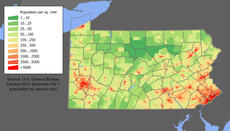 Population per sq. mile
1...10
10...25
25...50
50...100
100...250
250...500
500...1000
1000...2500
2500...5000
>5000
Source: U.S. Census Bureau
Census 2010 Summary File 1
population by census tract